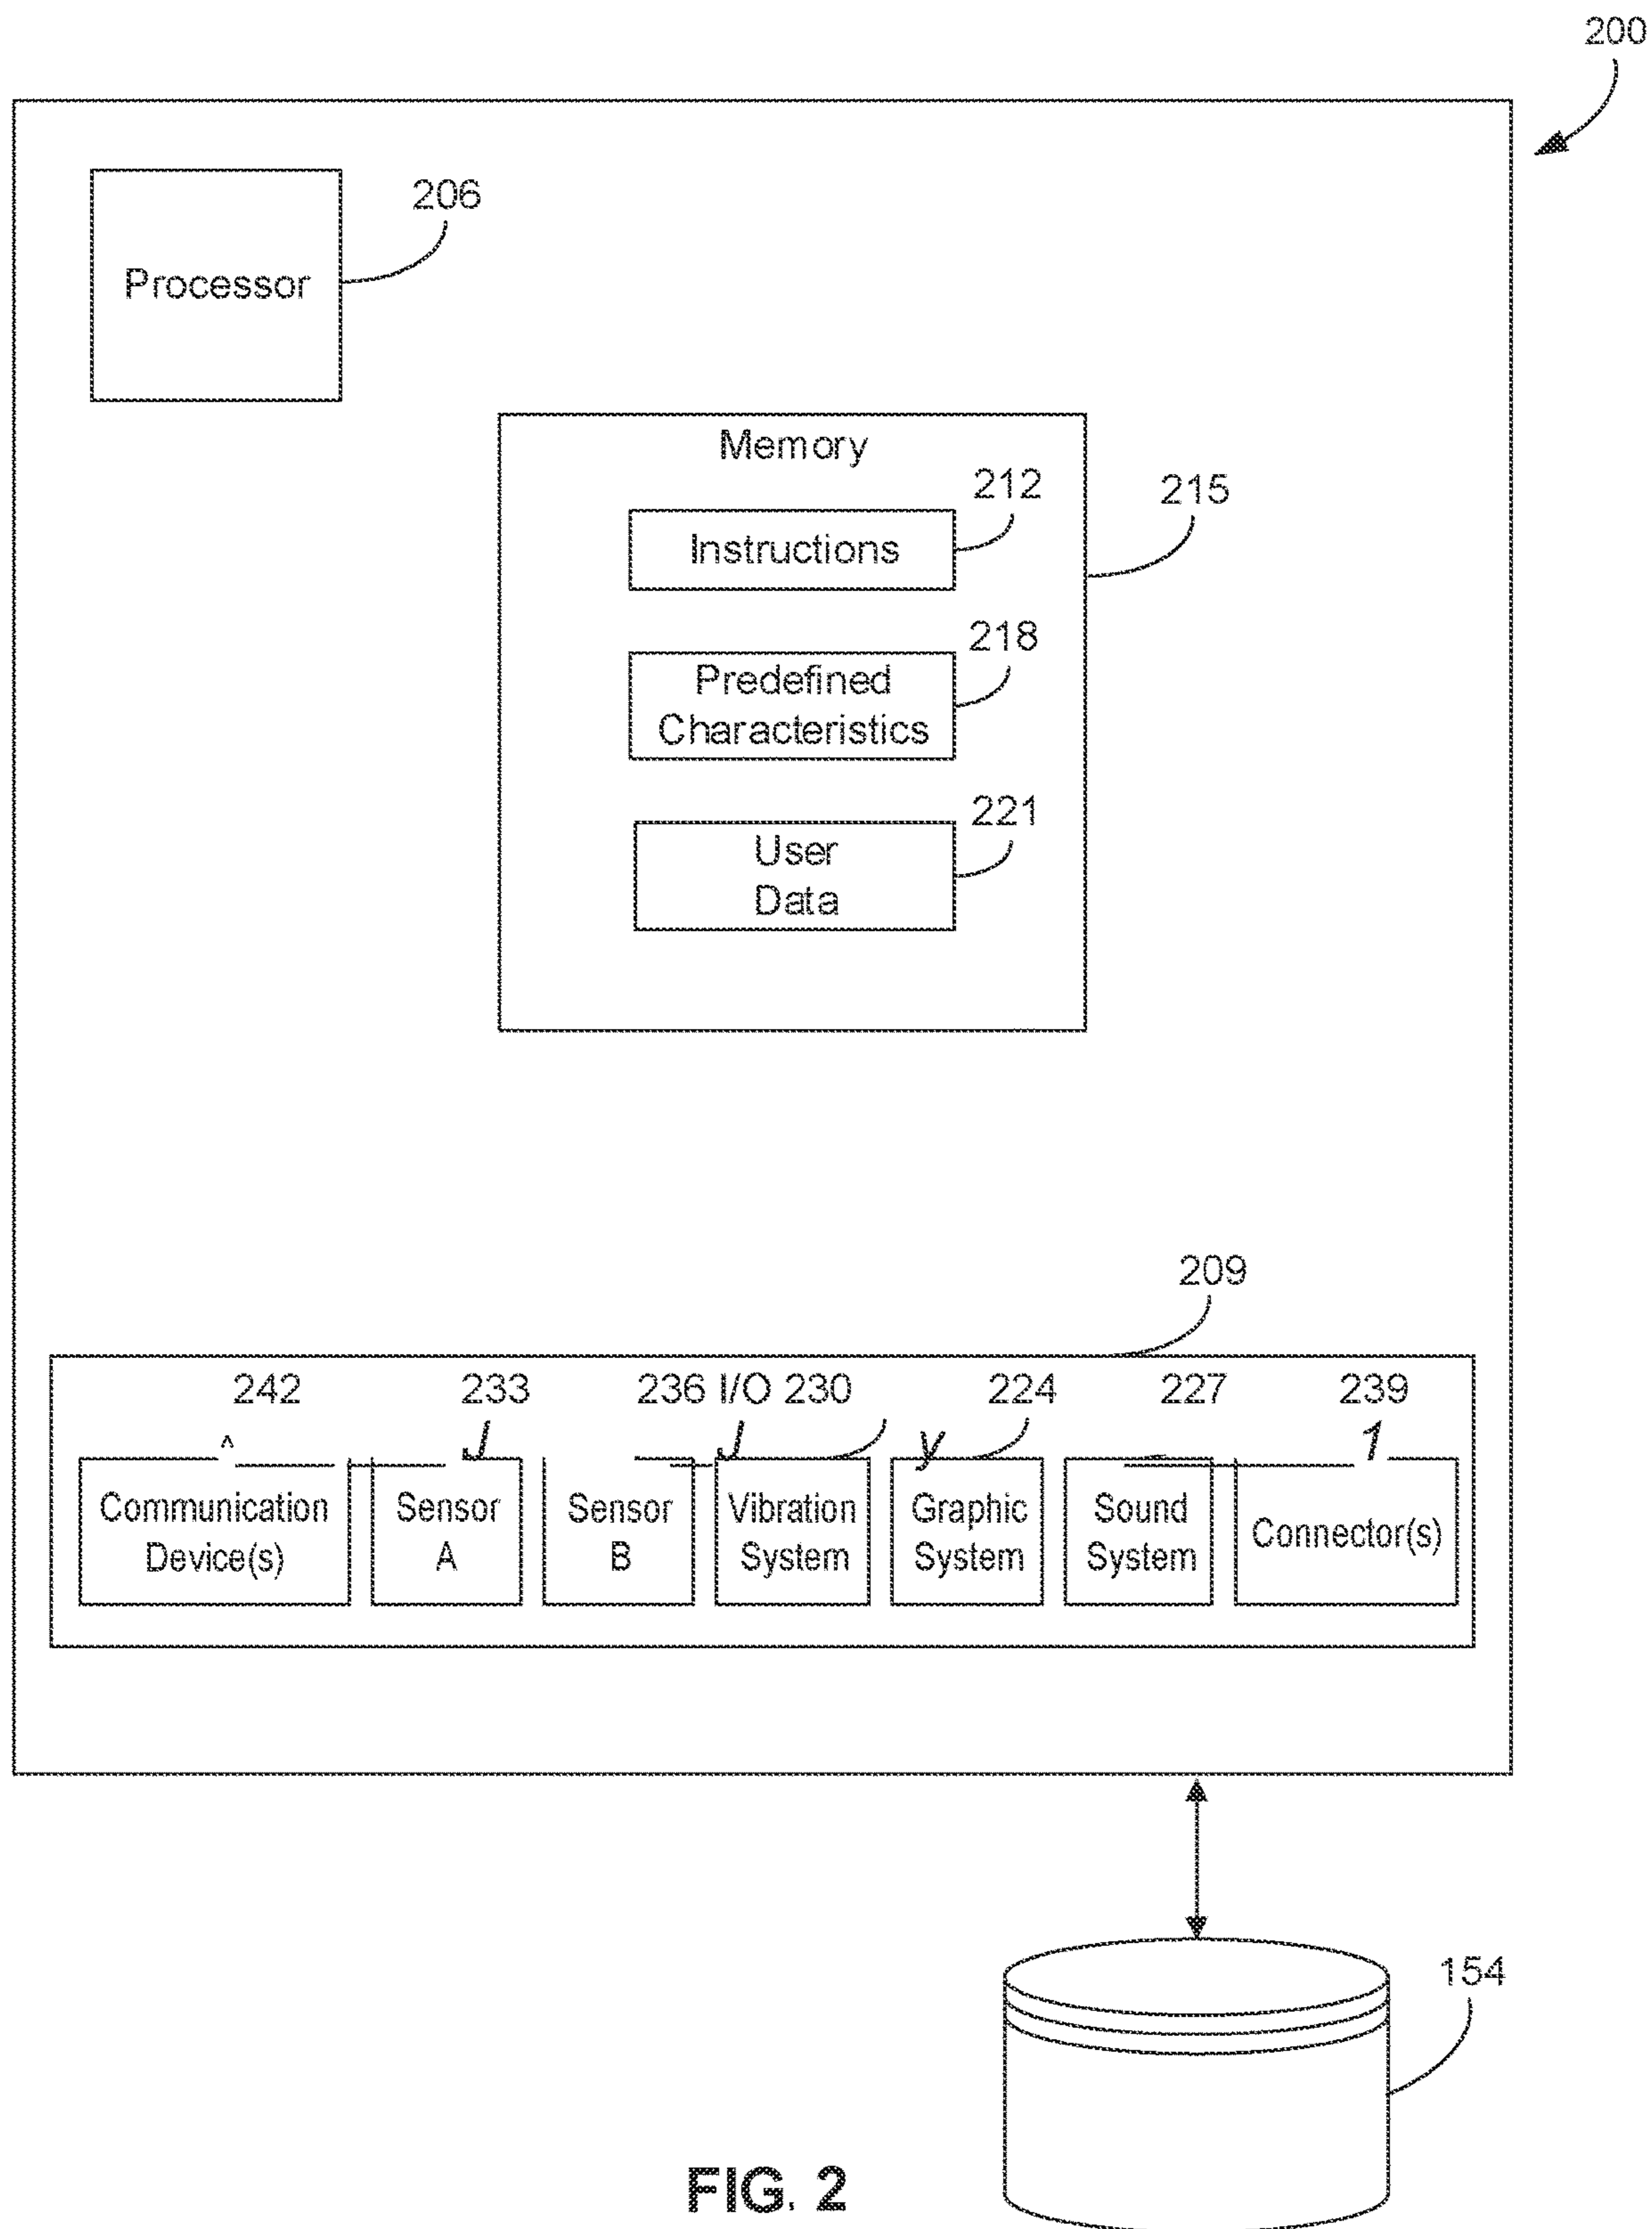 200
206
Processor
Memory
212
215
Instructions
218
Predefined
Characteristics
221
User
Data
209
242 233 236 I/O 230 224 227 239
^ J J y 1
Communication
Device(s)
Sensor
A
Sensor
B
Vibration
System
Graphic
System
Sound
System
Connector(s)
154
FIG. 2